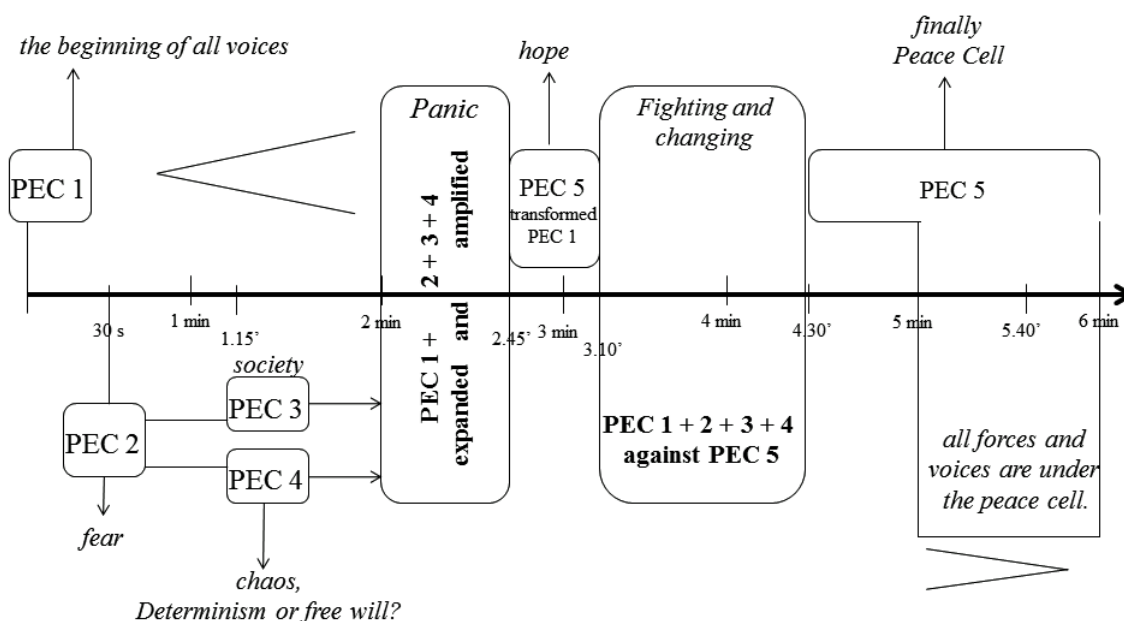 the beginning of all voices
hope
finally
Peace Cell
PEC 1
Panic
PEC 1 + 2 + 3 + 4
expanded and amplified
PEC 5
transformed
PEC 1
Fighting and
changing
PEC 5
30 s
1 min
1.15’
2 min
2.45’
3 min
3.10’
4 min
4.30’
5 min
5.40’
6 min
society
PEC 3
PEC 2
PEC 4
fear
chaos,
Determinism or free will?
PEC 1 + 2 + 3 + 4
against PEC 5
all forces and
voices are under
the peace cell.